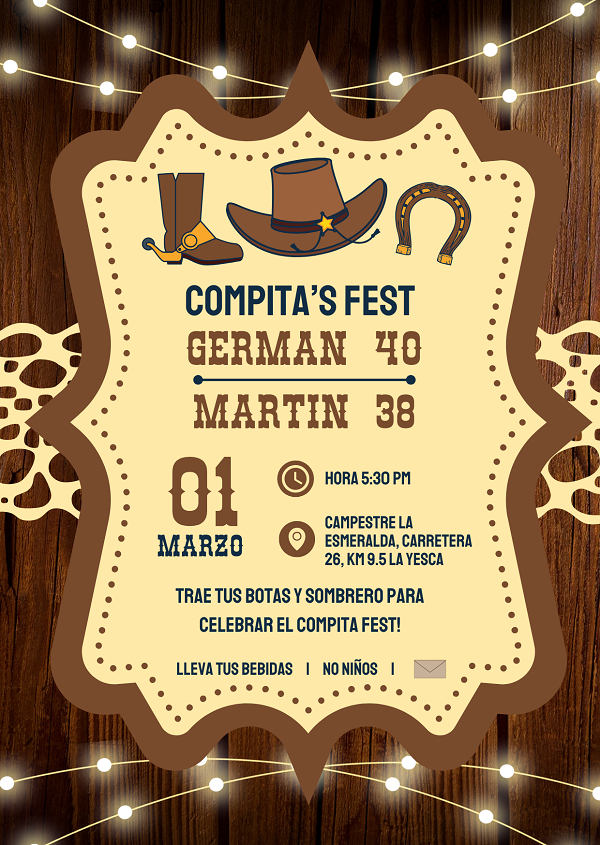 COMPITA'S FEST
GERMAN 40
MARTIN 38
01
MARZO
HORA 5:30 PM
CAMPESTRE LA
ESMERALDA, CARRETERA
26, KM 9.5 LA YESCA
TRAE TUS BOTAS Y SOMBRERO PARA
CELEBRAR EL COMPITA FEST!
LLEVA TUS BEBIDAS I NO NIÑOS I